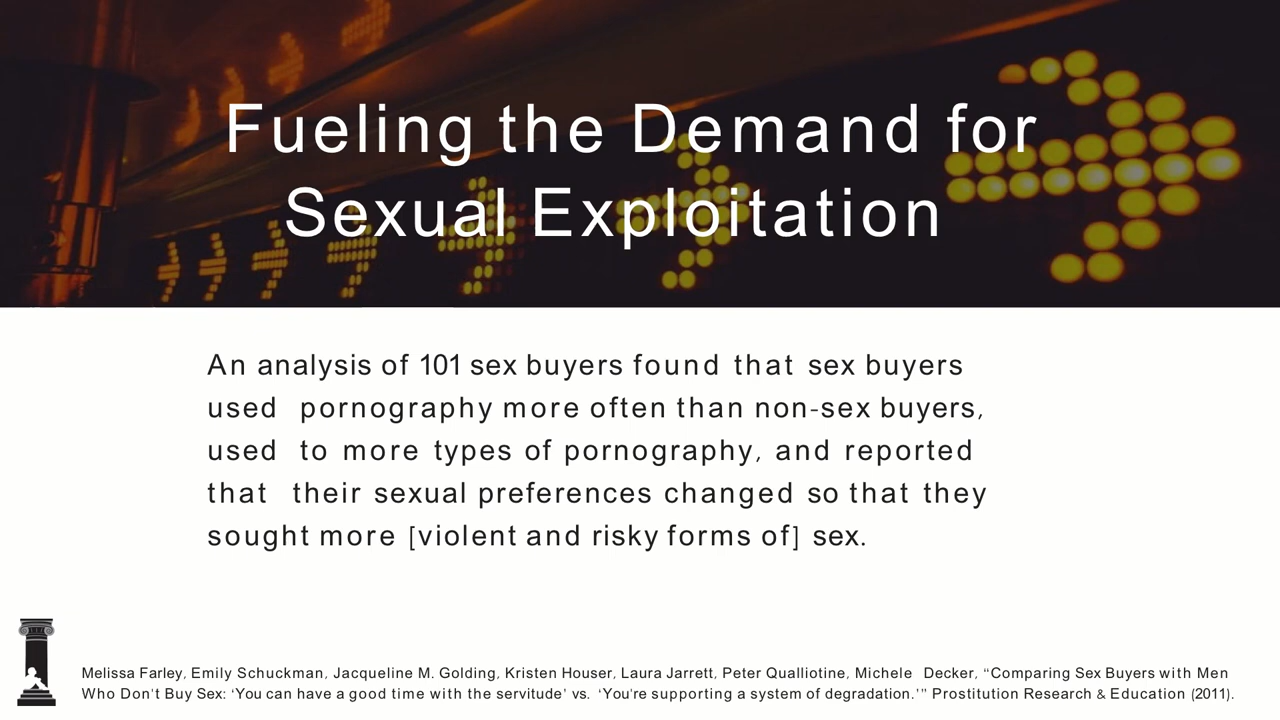 Fueling the Demand for
Sexual Exploitation
An analysis of 101 sex buyers found that sex buyers
used pornography more often than non-sex buyers,
used to more types of pornography, and reported
that their sexual preferences changed so that they
sought more [violent and risky forms of] sex.
Melissa Farley, Emily Schuckman, Jacqueline M. Golding, Kristen Houser, Laura Jarrett, Peter Qualliotine, Michele Decker, “Comparing Sex Buyers with Men
Who Don't Buy Sex: ‘You can have a good time with the servitude’ vs. ‘You're supporting a system of degradation.’” Prostitution Research & Education (2011).